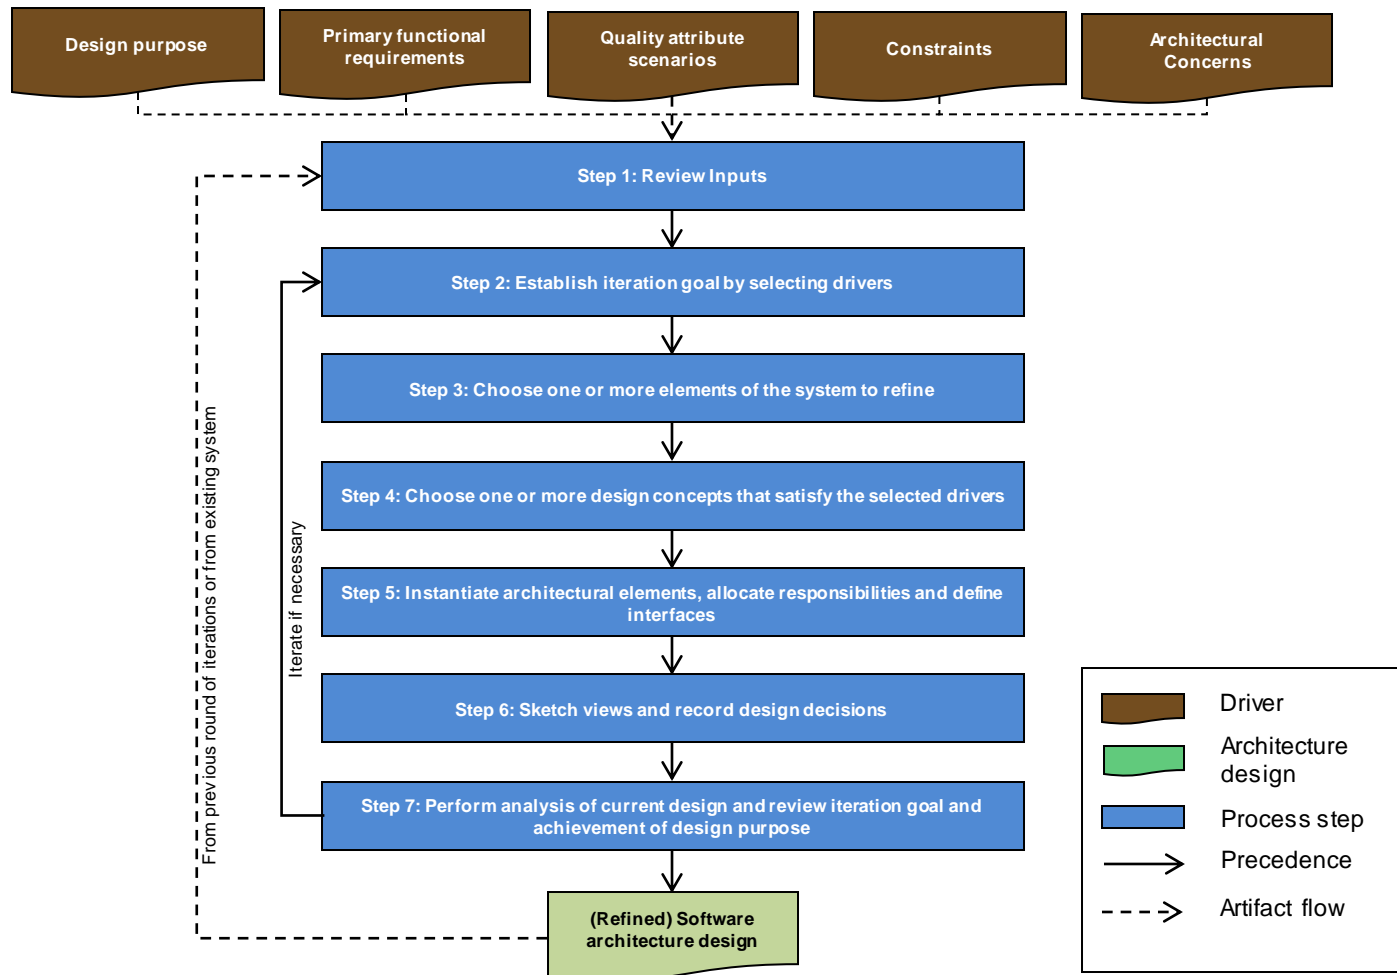 Design purpose
Primary functional
requirements
Quality attribute
scenarios
Constraints
Architectural
Concerns
Step 1: Review Inputs
Step 2: Establish iteration goal by selecting drivers
Step 3: Choose one or more elements of the system to refine
Step 4: Choose one or more design concepts that satisfy the selected drivers
Step 5: Instantiate architectural elements, allocate responsibilities and define
interfaces
Step 6: Sketch views and record design decisions
Step 7: Perform analysis of current design and review iteration goal and
achievement of design purpose
(Refined) Software
architecture design
From previous round of iterations or from existing system
Iterate if necessary
Driver
Architecture
design
Process step
Precedence
Artifact flow